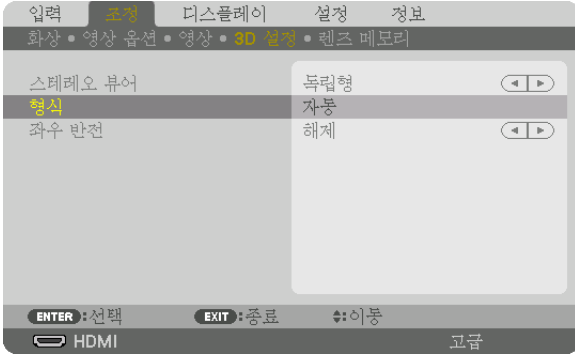 입력 조정 디스플레이 설정 정보
화상 • 영상 옵션 • 영상 • 3D 설정 • 렌즈 메모리
스테레오 뷰어 독립형
형식 자동
좌우 반전 해제
ENTER :선택 EXIT :종료 :이동
HDMI 고급